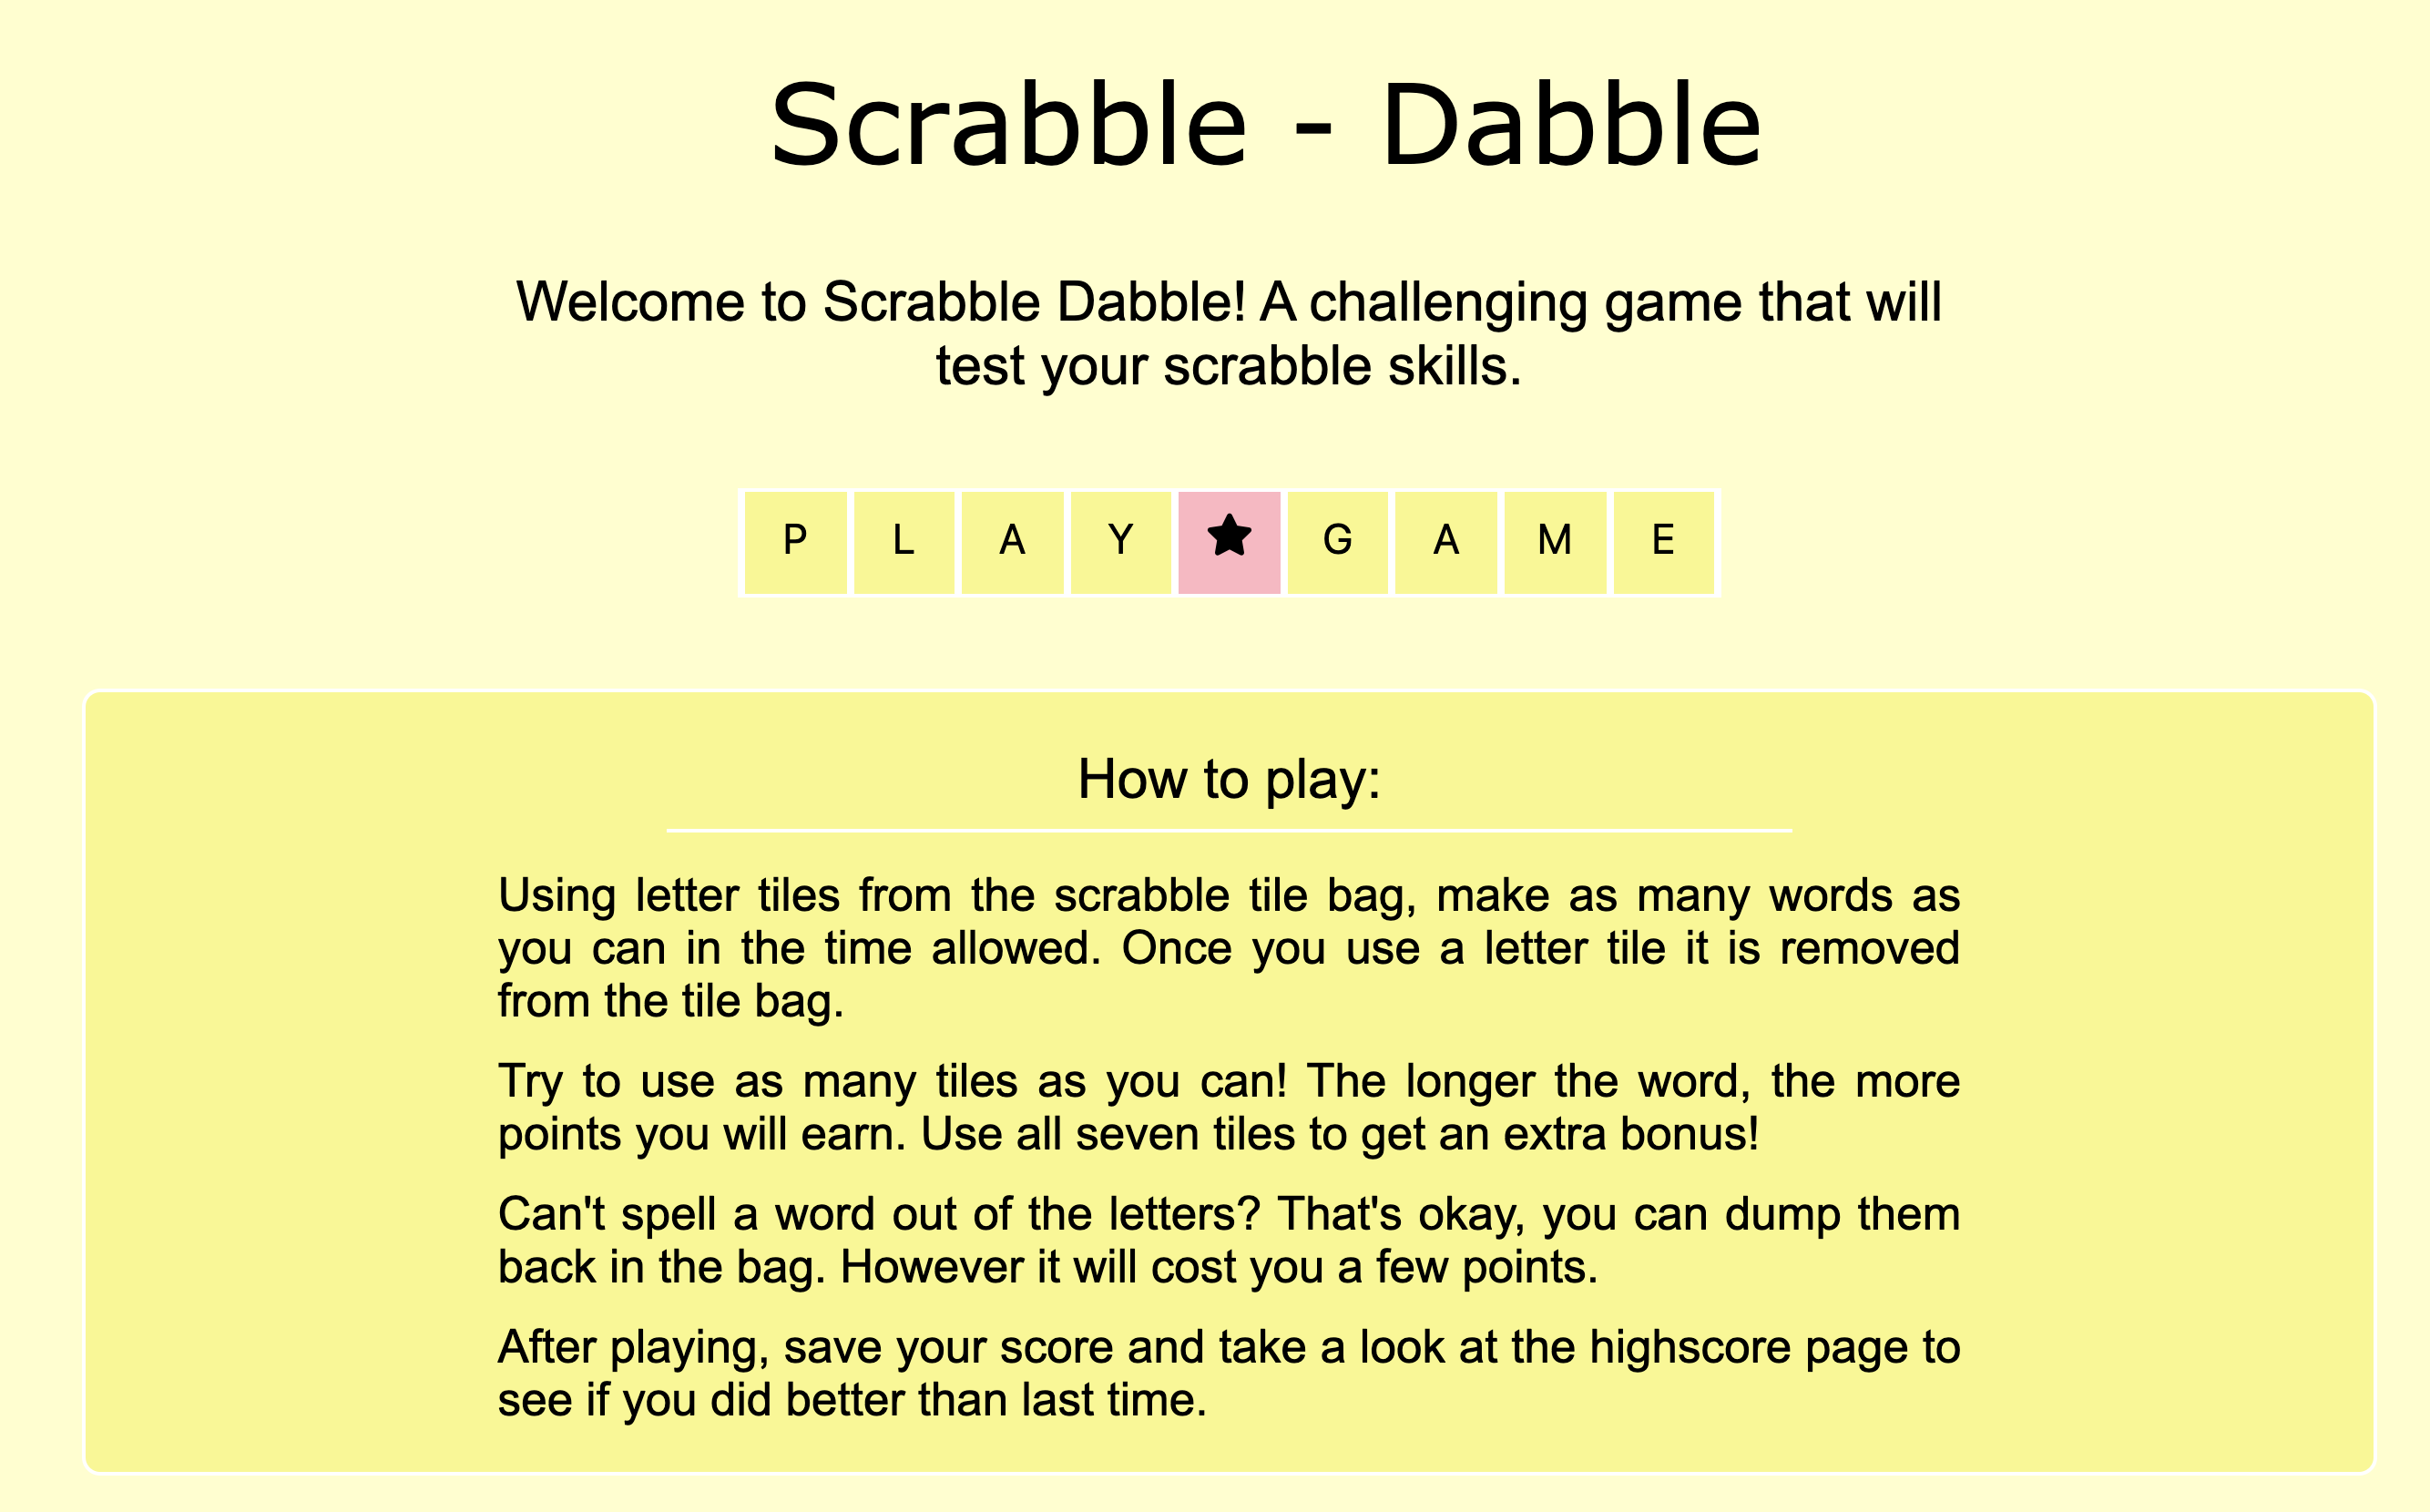 Scrabble - Dabble
Welcome to Scrabble Dabble! A challenging game that will
test your scrabble skills.
P L A Y G A M E
How to play:
Using letter tiles from the scrabble tile bag, make as many words as
you can in the time allowed. Once you use a letter tile it is removed
from the tile bag.
Try to use as many tiles as you can! The longer the word, the more
points you will earn. Use all seven tiles to get an extra bonus!
Can't spell a word out of the letters? That's okay, you can dump them
back in the bag. However it will cost you a few points.
After playing, save your score and take a look at the highscore page to
see if you did better than last time.